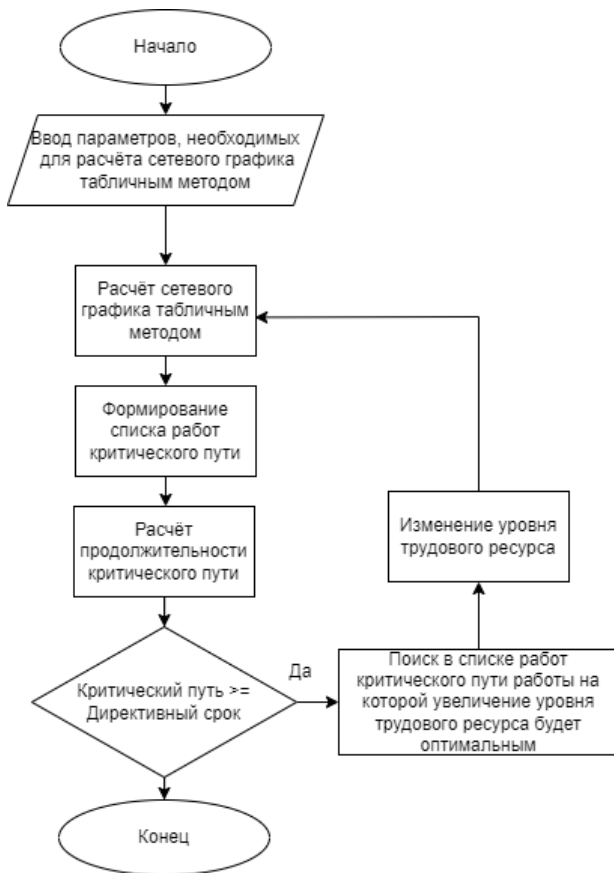 Начало
Ввод параметров, необходимых
для расчёта сетевого графика
табличным методом
Расчёт сетевого
графика табличным
методом
Формирование
списка работ
критического пути
Расчёт
продолжительности
критического пути
Изменение уровня
трудового ресурса
Критический путь >=
Директивный срок
Да
Поиск в списке работ
критического пути работы на
которой увеличение уровня
трудового ресурса будет
оптимальным
Конец